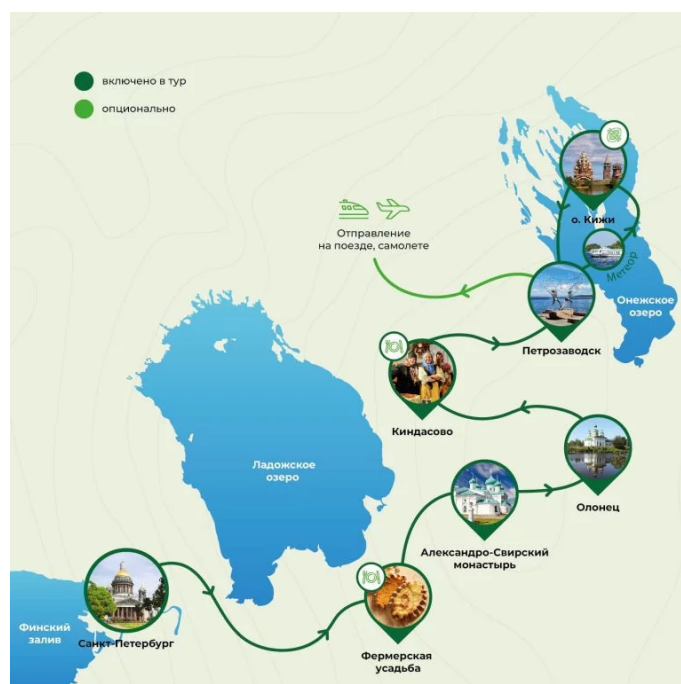 включено в тур
опционально
о. Кижи
Отправление
на поезде, самолете
Метеор
Онежское
озеро
Петрозаводск
Киндасово
Ладожское
озеро
Олонец
Александро-Свирский
монастырь
Финский
залив
Санкт-Петербург
Фермерская
усадьба